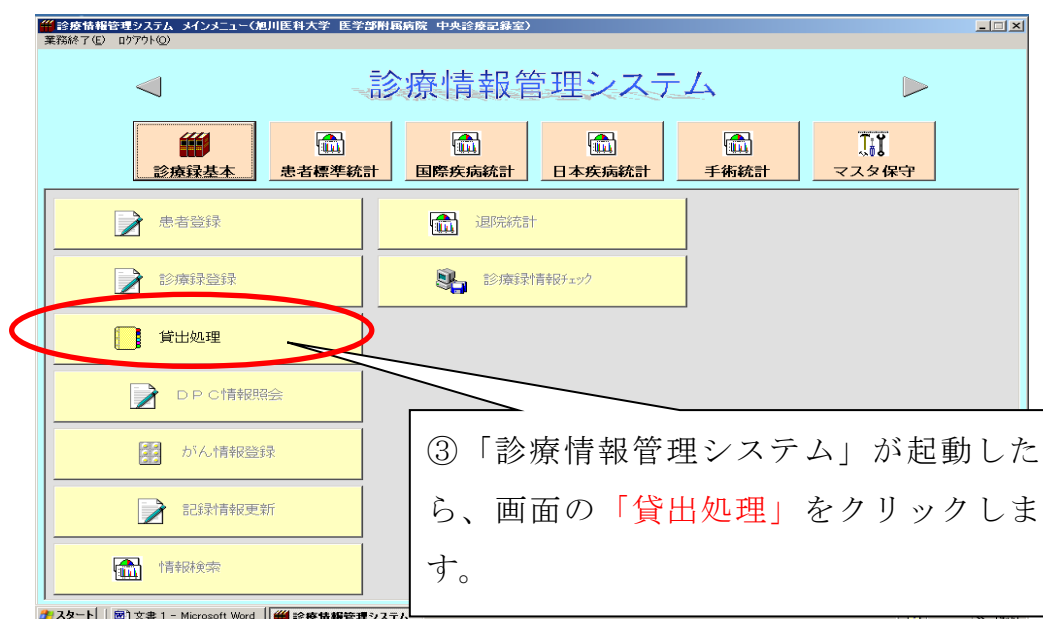 診療情報管理システム メインメニュー(旭川医科大学 医学部附属病院 中央診療記録室)
業務終了(E) ログアウト(O)
診療情報管理システム
診療録基本 患者標準統計 国際疾病統計 日本疾病統計 手術統計 マスタ保守
患者登録 退院統計
診療録登録 診療録情報チェック
貸出処理
DPC情報照会
がん情報登録
記録情報更新
情報検索
③「診療情報管理システム」が起動した
ら、画面の「貸出処理」をクリックしま
す。
スタート 文書 1 - Microsoft Word 診療情報管理システム